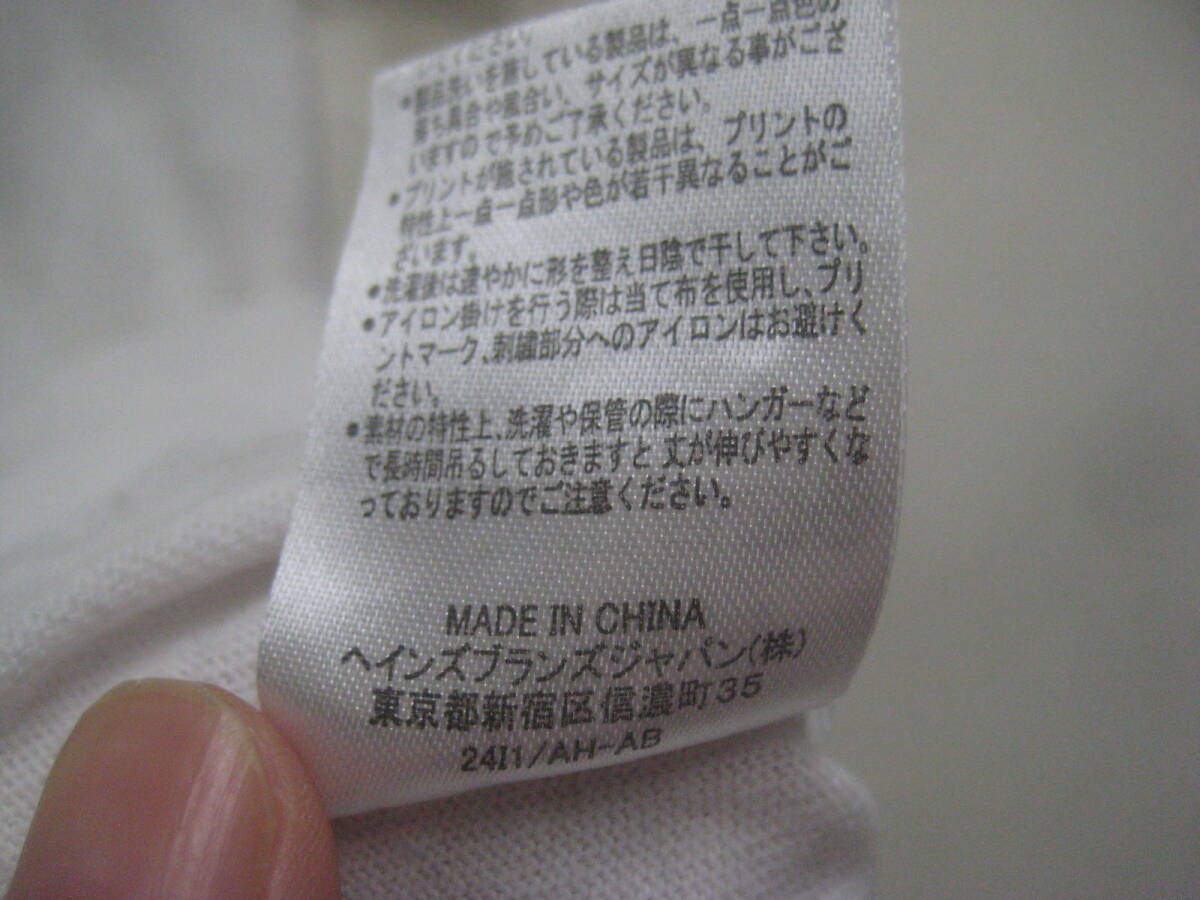 ください。
●製品洗いを施している製品は、一点一点色の
落ち具合や風合い、サイズが異なる事がござ
いますので予めご了承ください。
●プリントが施されている製品は、プリントの
特性上一点一点形や色が若干異なることがご
ざいます。
●洗濯後は速やかに形を整え日陰で干して下さい。
●アイロン掛けを行う際は当て布を使用し、プリ
ントマーク、刺繍部分へのアイロンはお避けく
ださい。
●素材の特性上、洗濯や保管の際にハンガーなど
で長時間吊るしておきますと丈が伸びやすくな
っておりますのでご注意ください。
MADE IN CHINA
ヘインズブランズジャパン(株)
東京都新宿区信濃町35
24I1/AH-AB